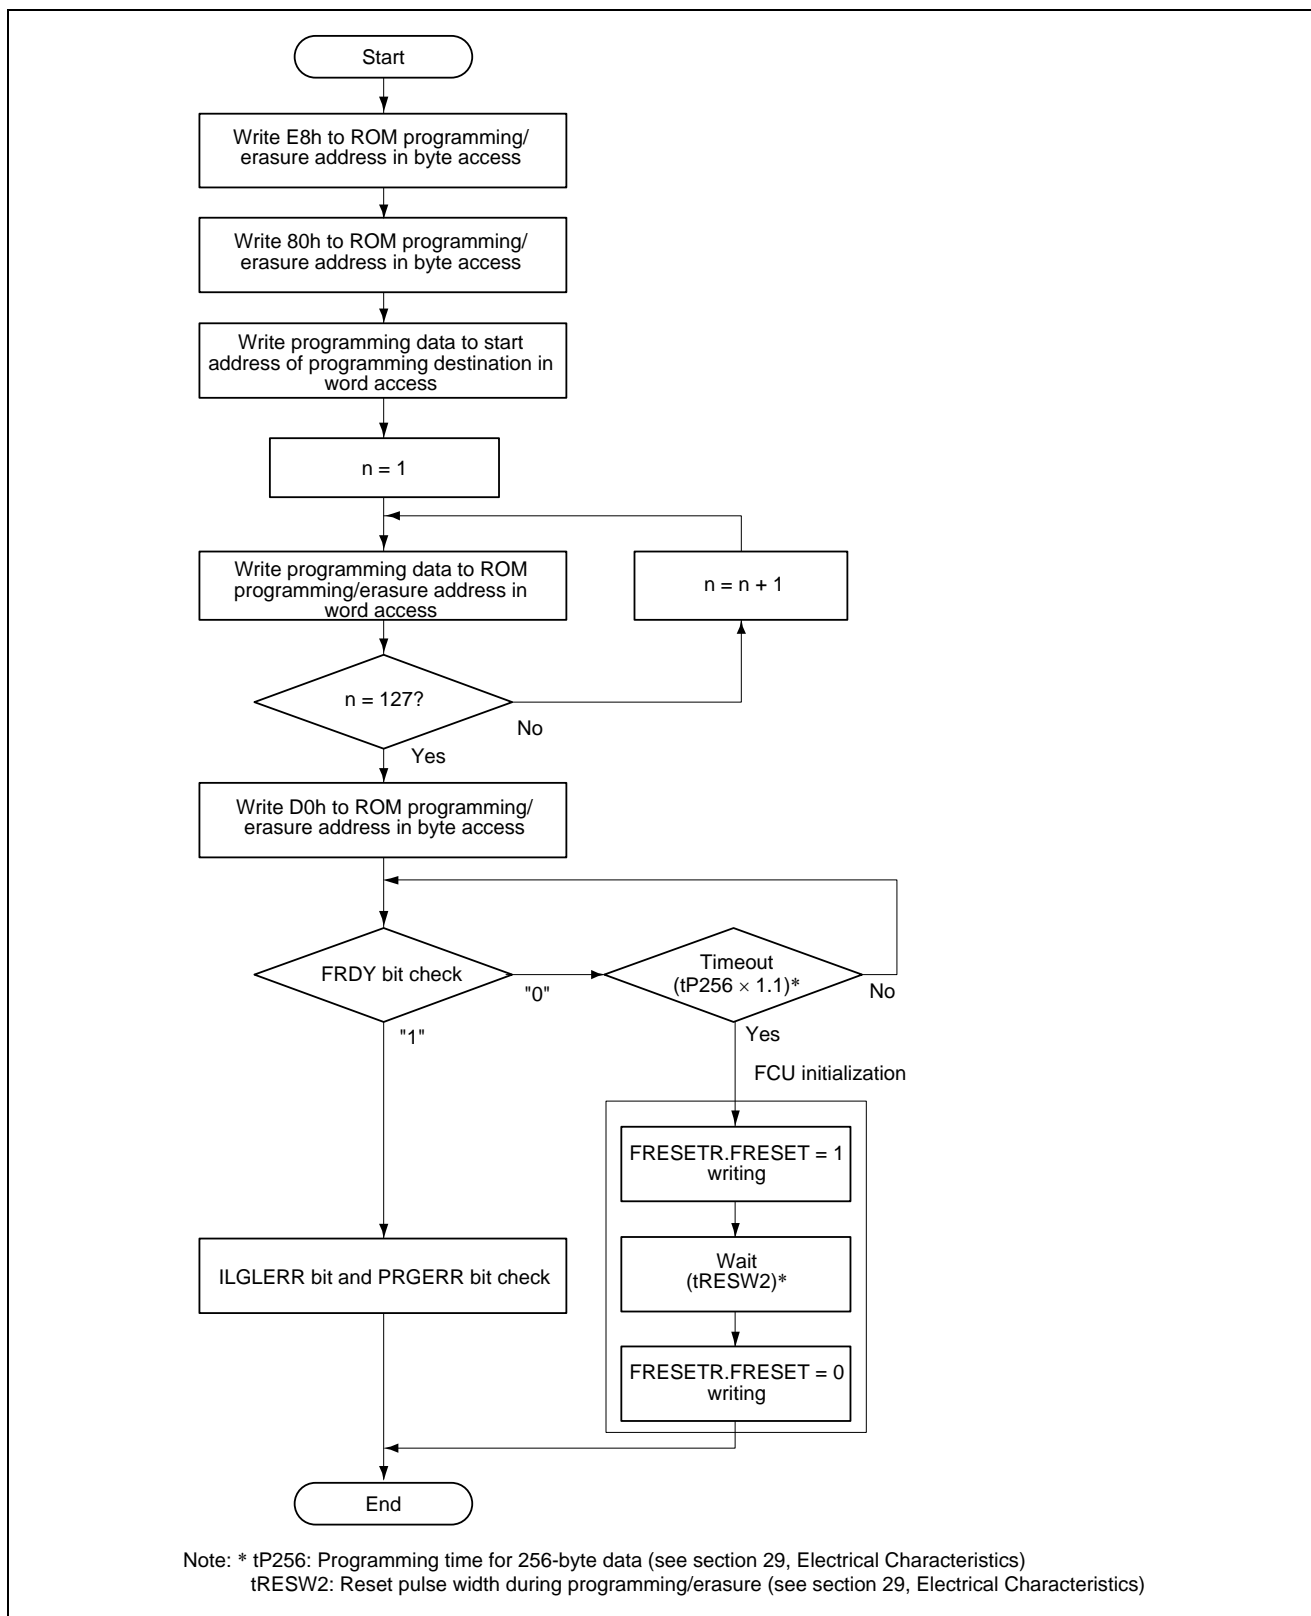 Start
Write E8h to ROM programming/
erasure address in byte access
Write 80h to ROM programming/
erasure address in byte access
Write programming data to start
address of programming destination in
word access
n = 1
Write programming data to ROM
programming/erasure address in
word access
n = n + 1
n = 127?
No
Yes
Write D0h to ROM programming/
erasure address in byte access
FRDY bit check
"0"
"1"
Timeout
(tP256 × 1.1)*
No
Yes
FCU initialization
FRESETR.FRESET = 1
writing
Wait
(tRESW2)*
FRESETR.FRESET = 0
writing
ILGLERR bit and PRGERR bit check
End
Note: * tP256: Programming time for 256-byte data (see section 29, Electrical Characteristics)
tRESW2: Reset pulse width during programming/erasure (see section 29, Electrical Characteristics)